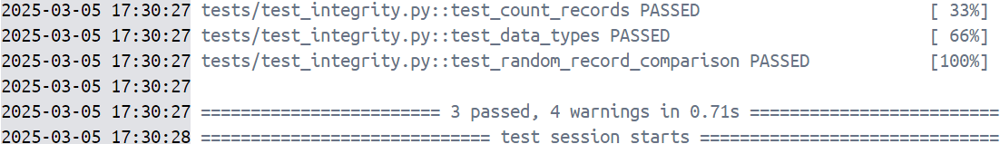 2025-03-05 17:30:27 tests/test_integrity.py::test_count_records PASSED [ 33%]
2025-03-05 17:30:27 tests/test_integrity.py::test_data_types PASSED [ 66%]
2025-03-05 17:30:27 tests/test_integrity.py::test_random_record_comparison PASSED [100%]
2025-03-05 17:30:27
2025-03-05 17:30:27 ======================== 3 passed, 4 warnings in 0.71s =========================
2025-03-05 17:30:28 ============================= test session starts ==============================